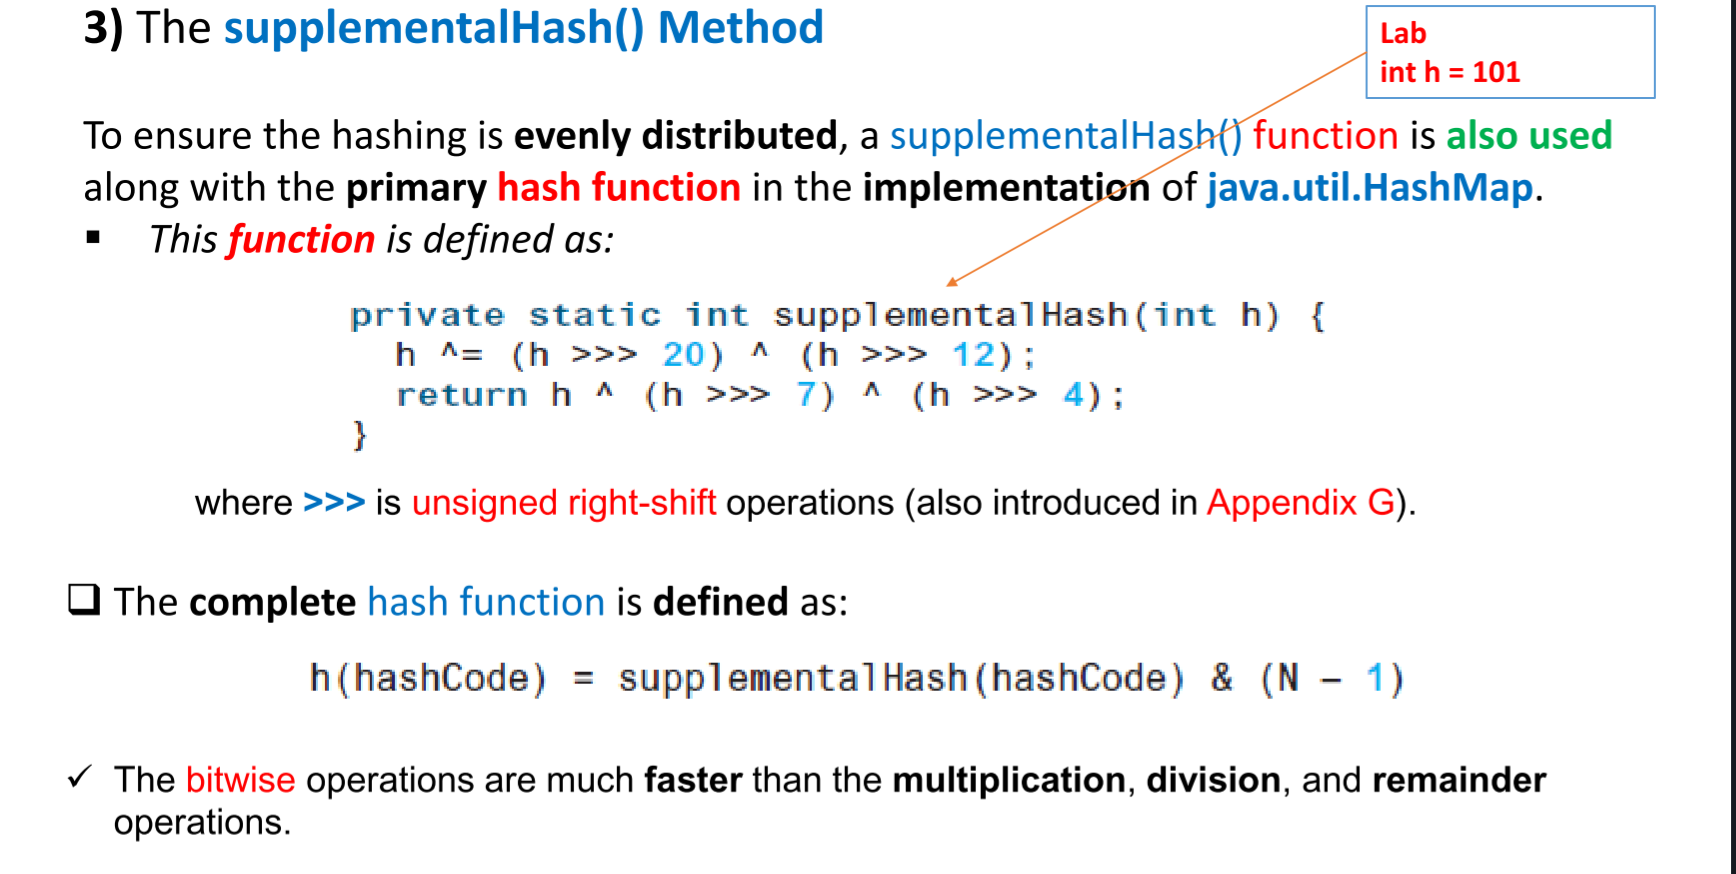 3) The supplementalHash() Method
Lab
int h = 101
To ensure the hashing is evenly distributed, a supplementalHash() function is also used
along with the primary hash function in the implementation of java.util.HashMap.
▪ This function is defined as:
private static int supplementalHash(int h) {
h ^= (h >>> 20) ^ (h >>> 12);
return h ^ (h >>> 7) ^ (h >>> 4);
}
where >>> is unsigned right-shift operations (also introduced in Appendix G).
❑ The complete hash function is defined as:
h(hashCode) = supplementalHash(hashCode) & (N – 1)
✓ The bitwise operations are much faster than the multiplication, division, and remainder
operations.